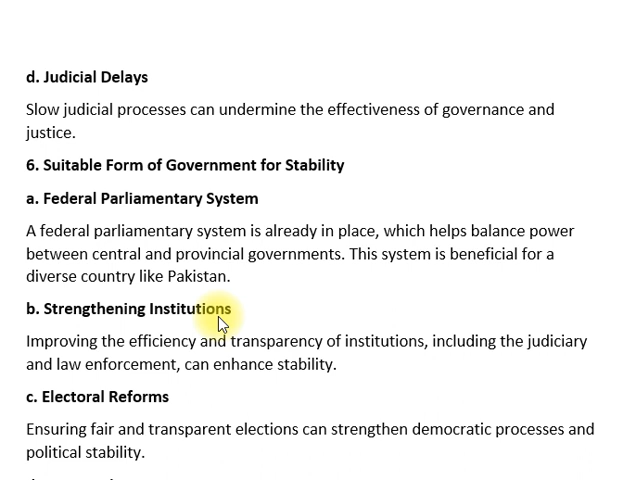 d. Judicial Delays
Slow judicial processes can undermine the effectiveness of governance and
justice.
6. Suitable Form of Government for Stability
a. Federal Parliamentary System
A federal parliamentary system is already in place, which helps balance power
between central and provincial governments. This system is beneficial for a
diverse country like Pakistan.
b. Strengthening Institutions
Improving the efficiency and transparency of institutions, including the judiciary
and law enforcement, can enhance stability.
c. Electoral Reforms
Ensuring fair and transparent elections can strengthen democratic processes and
political stability.